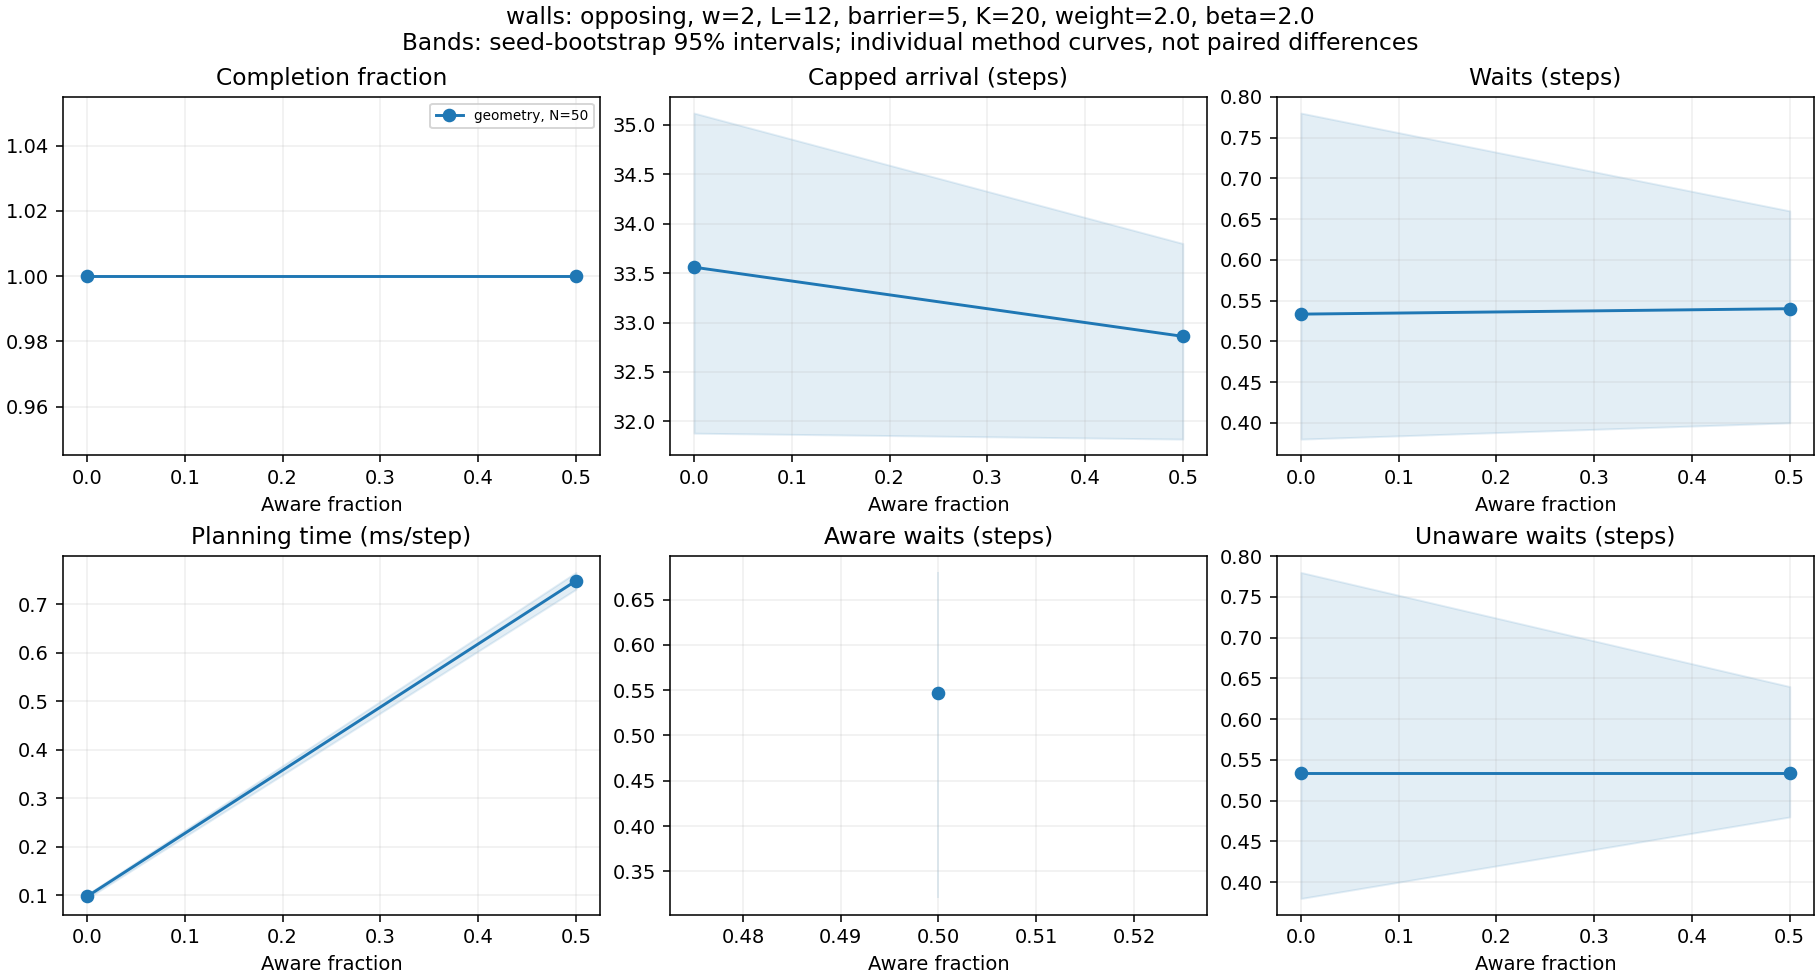 walls: opposing, w=2, L=12, barrier=5, K=20, weight=2.0, beta=2.0
Bands: seed-bootstrap 95% intervals; individual method curves, not paired differences
Completion fraction
geometry, N=50
1.04
1.02
1.00
0.98
0.96
0.0 0.1 0.2 0.3 0.4 0.5
Aware fraction
Capped arrival (steps)
35.0
34.5
34.0
33.5
33.0
32.5
32.0
0.0 0.1 0.2 0.3 0.4 0.5
Aware fraction
Waits (steps)
0.80
0.75
0.70
0.65
0.60
0.55
0.50
0.45
0.40
0.0 0.1 0.2 0.3 0.4 0.5
Aware fraction
Planning time (ms/step)
0.7
0.6
0.5
0.4
0.3
0.2
0.1
0.0 0.1 0.2 0.3 0.4 0.5
Aware fraction
Aware waits (steps)
0.65
0.60
0.55
0.50
0.45
0.40
0.35
0.48 0.49 0.50 0.51 0.52
Aware fraction
Unaware waits (steps)
0.80
0.75
0.70
0.65
0.60
0.55
0.50
0.45
0.40
0.0 0.1 0.2 0.3 0.4 0.5
Aware fraction